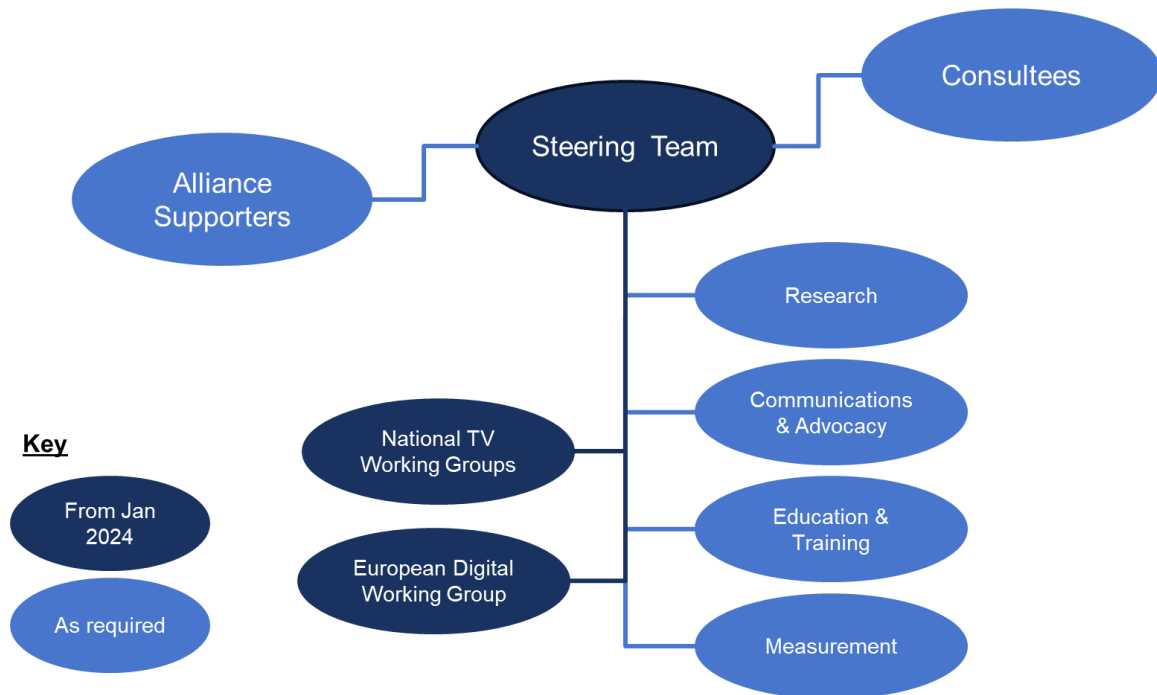 Consultees
Steering Team
Alliance
Supporters
Research
Communications
& Advocacy
National TV
Working Groups
Key
From Jan
2024
Education &
Training
European Digital
Working Group
As required
Measurement